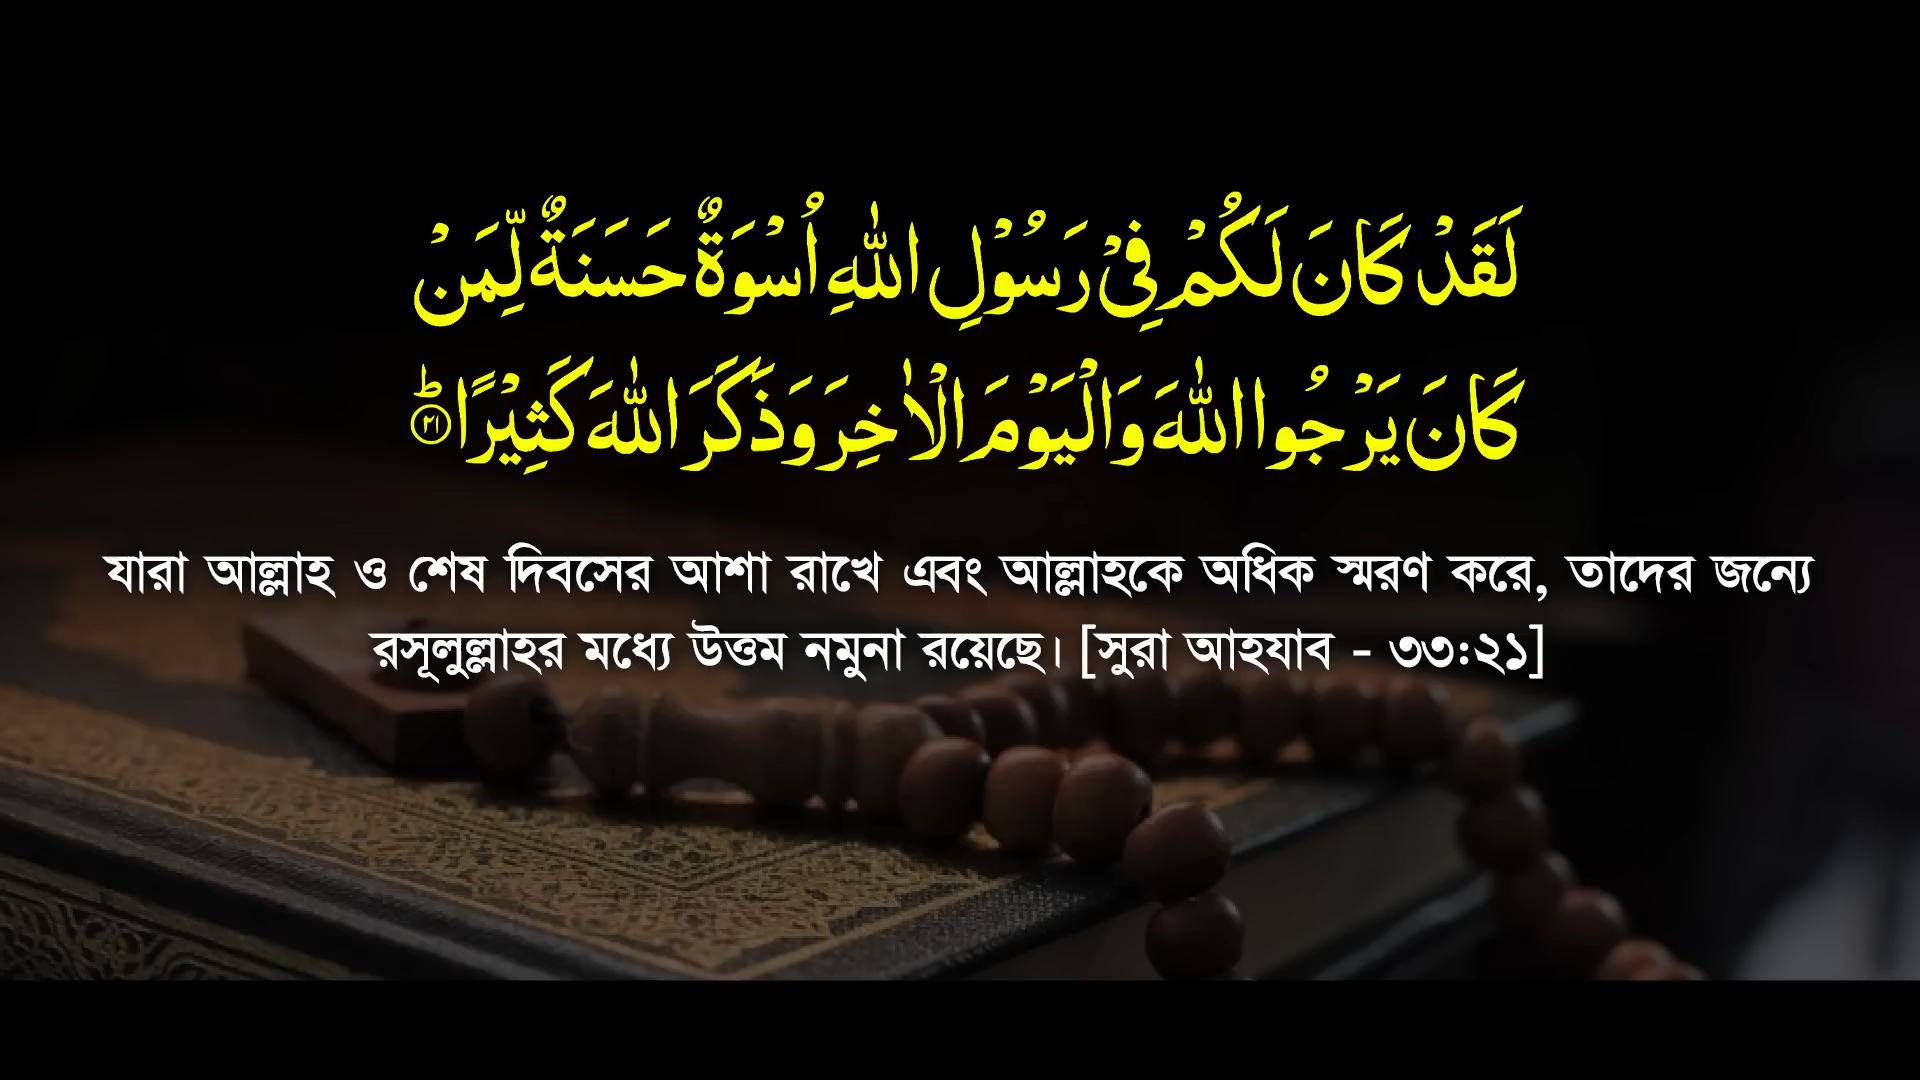 لَقَدْ كَانَ لَكُمْ فِیْ رَسُوْلِ اللّٰهِ اُسْوَةٌ حَسَنَةٌ لِّمَنْ
كَانَ یَرْجُوا اللّٰهَ وَالْیَوْمَ الْاٰخِرَ وَذَكَرَ اللّٰهَ كَثِیْرًاؕ ۝۲۱
যারা আল্লাহ ও শেষ দিবসের আশা রাখে এবং আল্লাহকে অধিক স্মরণ করে, তাদের জন্যে
রসূলুল্লাহর মধ্যে উত্তম নমুনা রয়েছে। [সুরা আহযাব - ৩৩:২১]